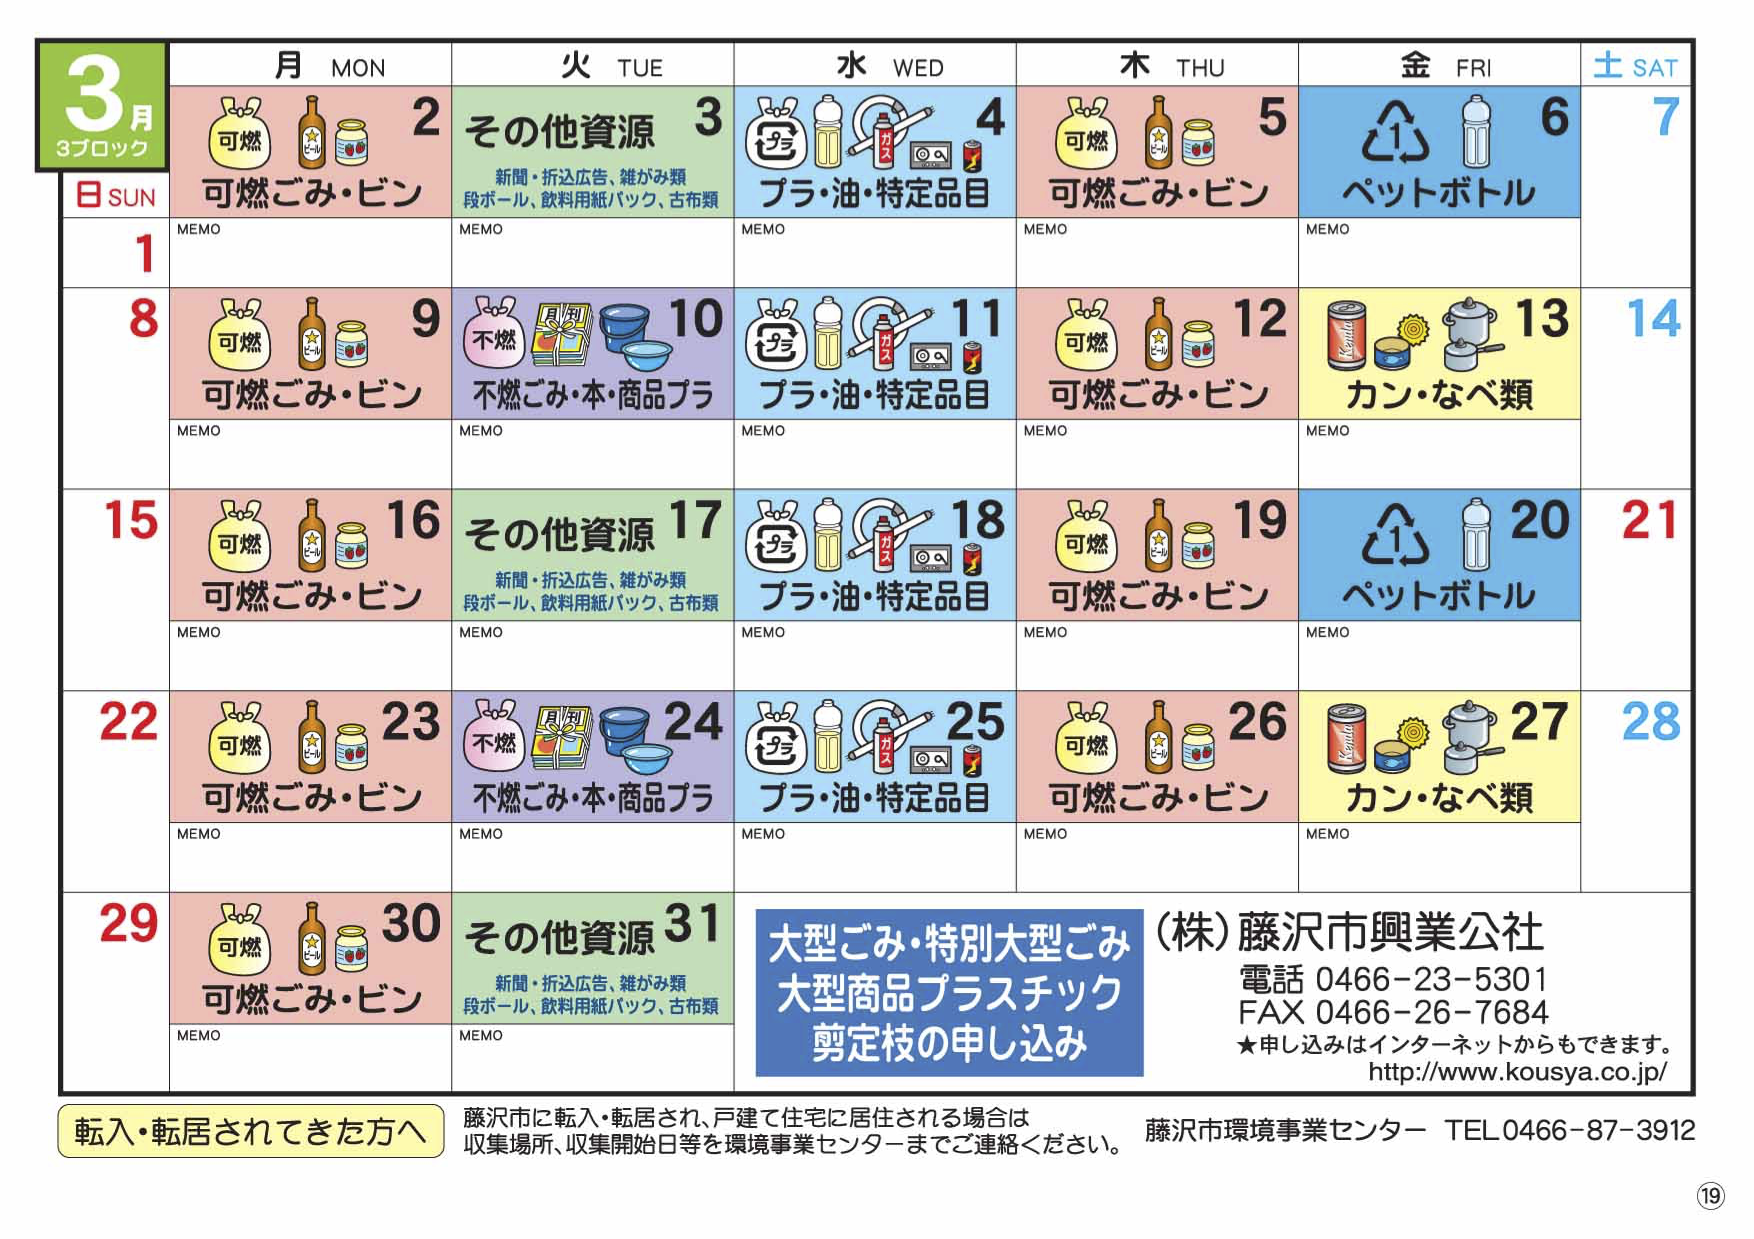 3月
3ブロック
月 MON
火 TUE
水 WED
木 THU
金 FRI
土 SAT
日 SUN
1
可燃
ビール
2
可燃ごみ・ビン
MEMO
その他資源
3
新聞・折込広告、雑がみ類
段ボール、飲料用紙パック、古布類
MEMO
プラ
ガス
4
プラ・油・特定品目
MEMO
可燃
ビール
5
可燃ごみ・ビン
MEMO
1
6
ペットボトル
MEMO
7
8
可燃
ビール
9
可燃ごみ・ビン
MEMO
不燃
月刊
10
不燃ごみ・本・商品プラ
MEMO
プラ
ガス
11
プラ・油・特定品目
MEMO
可燃
ビール
12
可燃ごみ・ビン
MEMO
13
カン・なべ類
MEMO
14
15
可燃
ビール
16
可燃ごみ・ビン
MEMO
その他資源
17
新聞・折込広告、雑がみ類
段ボール、飲料用紙パック、古布類
MEMO
プラ
ガス
18
プラ・油・特定品目
MEMO
可燃
ビール
19
可燃ごみ・ビン
MEMO
1
20
ペットボトル
MEMO
21
22
可燃
ビール
23
可燃ごみ・ビン
MEMO
不燃
月刊
24
不燃ごみ・本・商品プラ
MEMO
プラ
ガス
25
プラ・油・特定品目
MEMO
可燃
ビール
26
可燃ごみ・ビン
MEMO
27
カン・なべ類
MEMO
28
29
可燃
ビール
30
可燃ごみ・ビン
MEMO
その他資源
31
新聞・折込広告、雑がみ類
段ボール、飲料用紙パック、古布類
MEMO
大型ごみ・特別大型ごみ
大型商品プラスチック
剪定枝の申し込み
（株）藤沢市興業公社
電話 0466−23−5301
FAX 0466−26−7684
★申し込みはインターネットからもできます。
http://www.kousya.co.jp/
転入・転居されてきた方へ
藤沢市に転入・転居され、戸建て住宅に居住される場合は
収集場所、収集開始日等を環境事業センターまでご連絡ください。
藤沢市環境事業センター TEL0466−87−3912
⑲